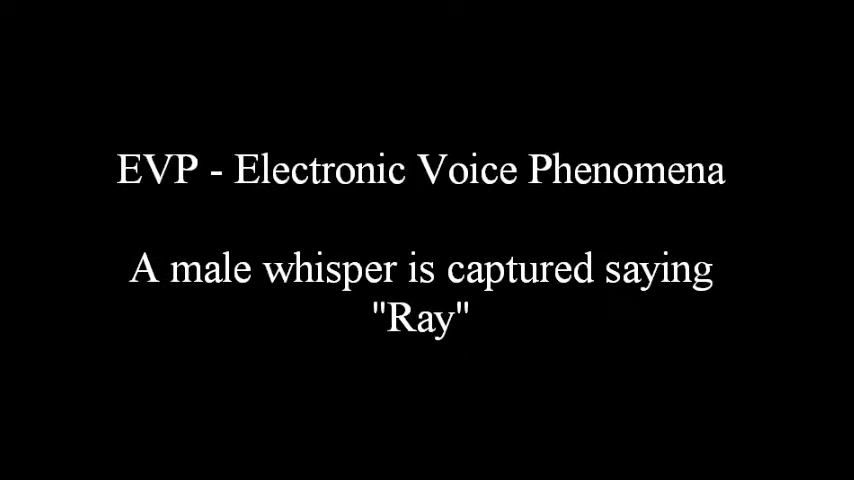 EVP - Electronic Voice Phenomena
A male whisper is captured saying
"Ray"